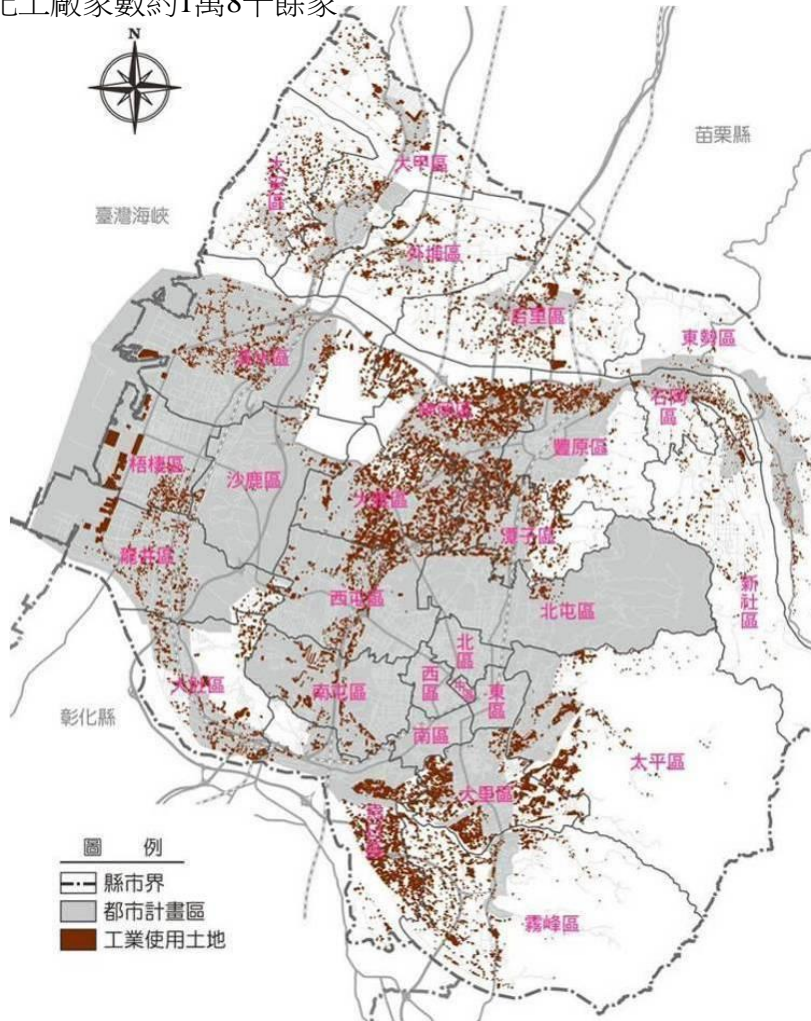 化工廠家數約1萬8千餘家
N
苗栗縣
臺灣海峽
大甲區
大安區
外埔區
后里區
東勢區
清水區
神岡區
石岡區
豐原區
梧棲區
沙鹿區
大雅區
潭子區
龍井區
西屯區
北屯區
新社區
北區
西區
東區
大肚區
南屯區
彰化縣
南區
太平區
大里區
霧峰區
圖 例
縣市界
都市計畫區
工業使用土地